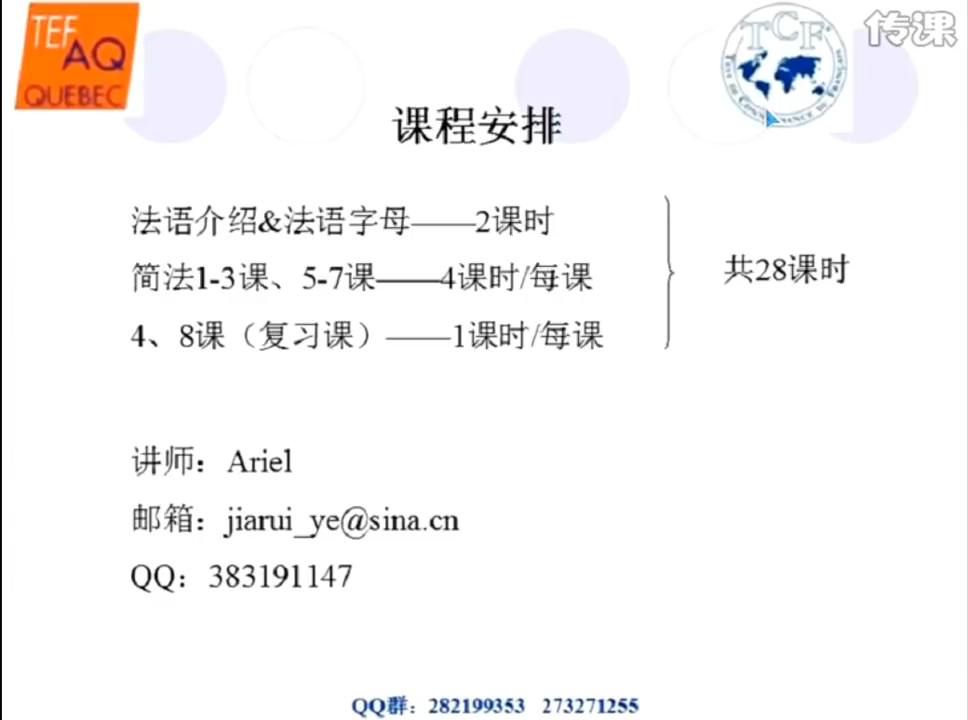 TEF
AQ
QUEBEC
TCF
传课
课程安排
法语介绍&法语字母——2课时
简法1-3课、5-7课——4课时/每课
4、8课（复习课）——1课时/每课
共28课时
讲师：Ariel
邮箱：jiarui_ye@sina.cn
QQ：383191147
QQ群：282199353 273271255